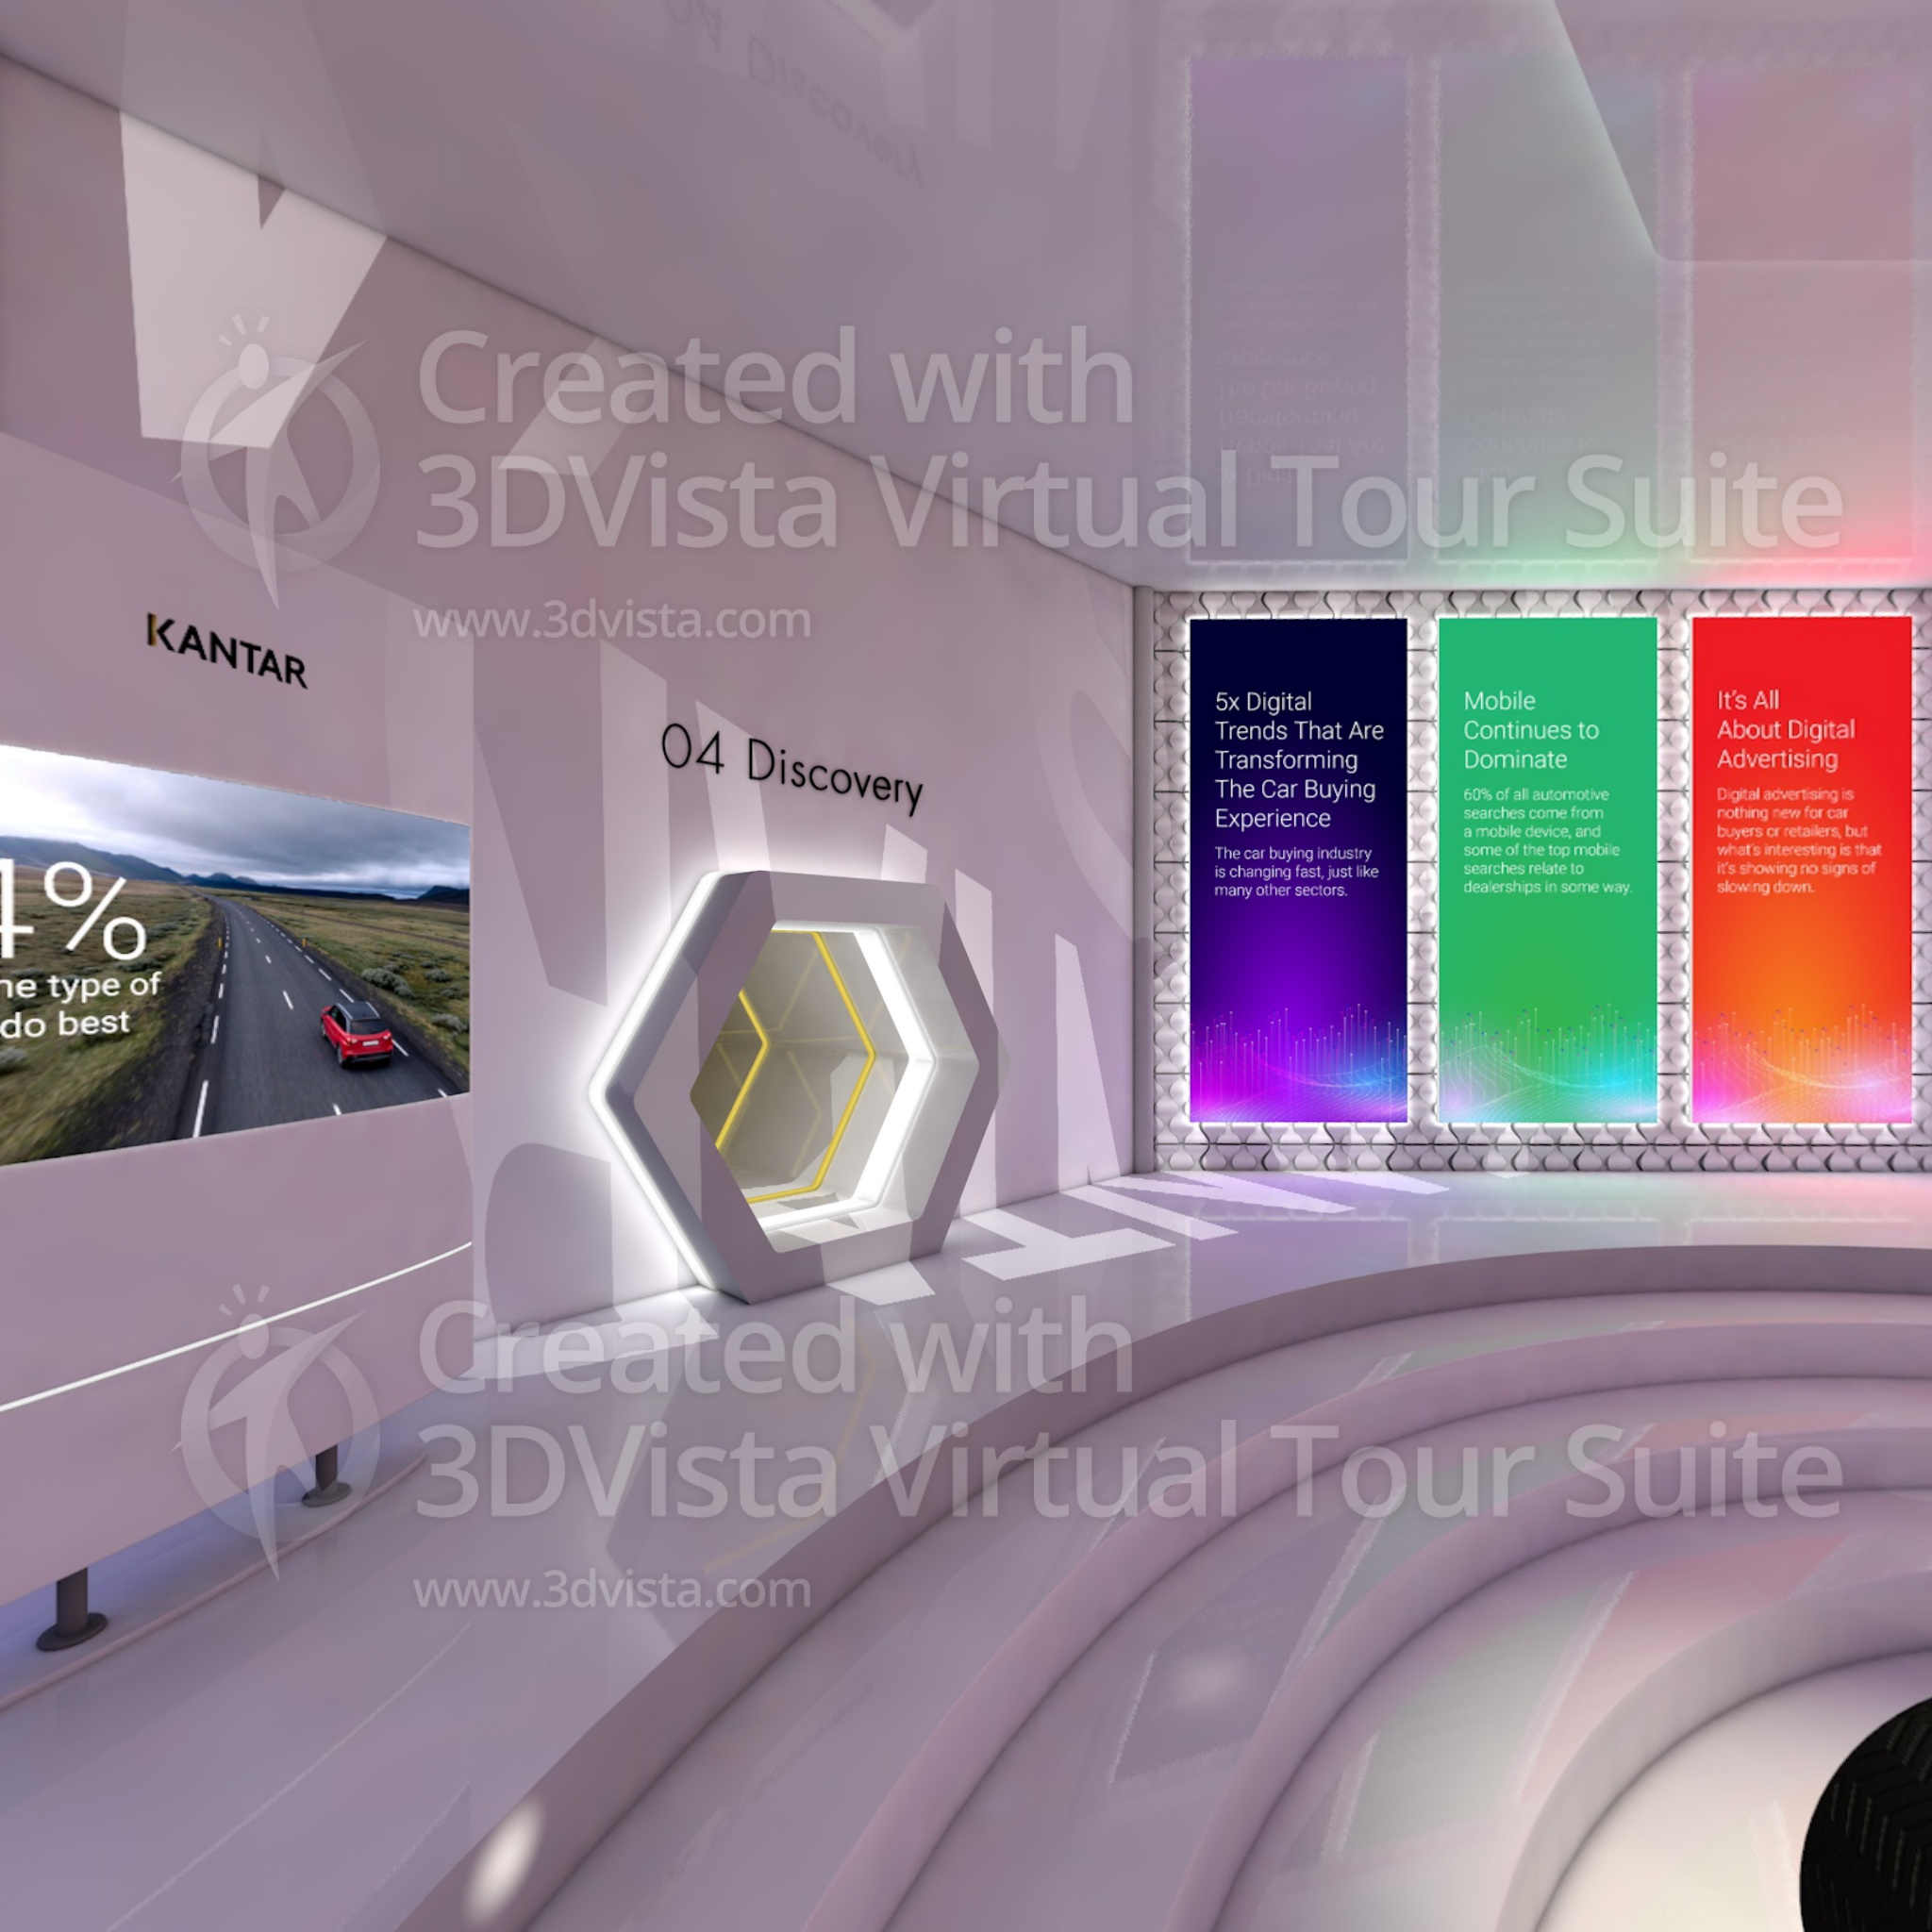 Created with
3DVista Virtual Tour Suite
www.3dvista.com
KANTAR
04 Discovery
%
type of
do best
5x Digital
Trends That Are
Transforming
The Car Buying
Experience
The car buying industry
is changing fast, just like
many other sectors.
Mobile
Continues to
Dominate
60% of all automotive
searches come from
a mobile device, and
some of the top mobile
searches relate to
dealerships in some way.
It's All
About Digital
Advertising
Digital advertising is
nothing new for car
buyers or retailers, but
what's interesting is that
it's showing no signs of
slowing down.
Created with
3DVista Virtual Tour Suite
www.3dvista.com